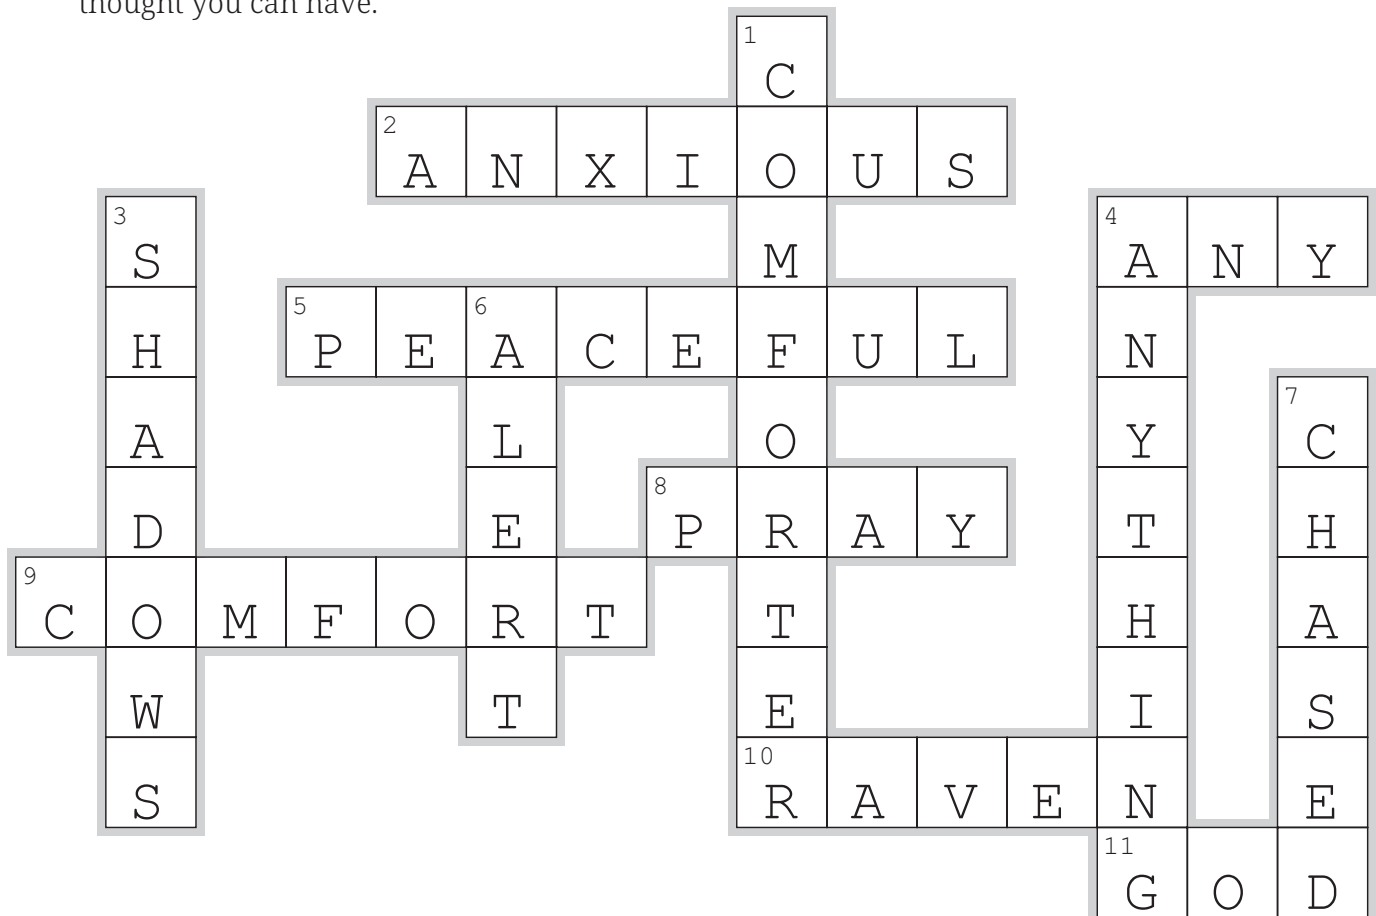 thought you can have.
1
C
2
A N X I O U S
3 4
S M A N Y
5 6
H P E A C E F U L N
7
A L O Y C
8
D E P R A Y T H
9
C O M F O R T T H A
W T E I S
10
S R A V E N E
11
G O D